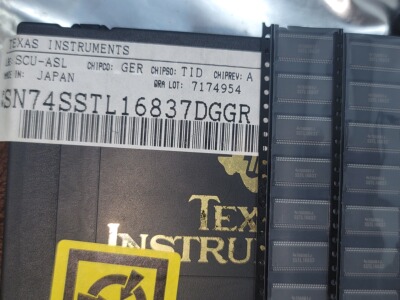 TEXAS INSTRUMENTS
SCU-ASL CHIPCO: GER CHIPSO: TID CHIPREV: A
MADE IN: JAPAN QRA LOT: 7174954
SN74SSTL16837DGGR
TEX
INSTRU